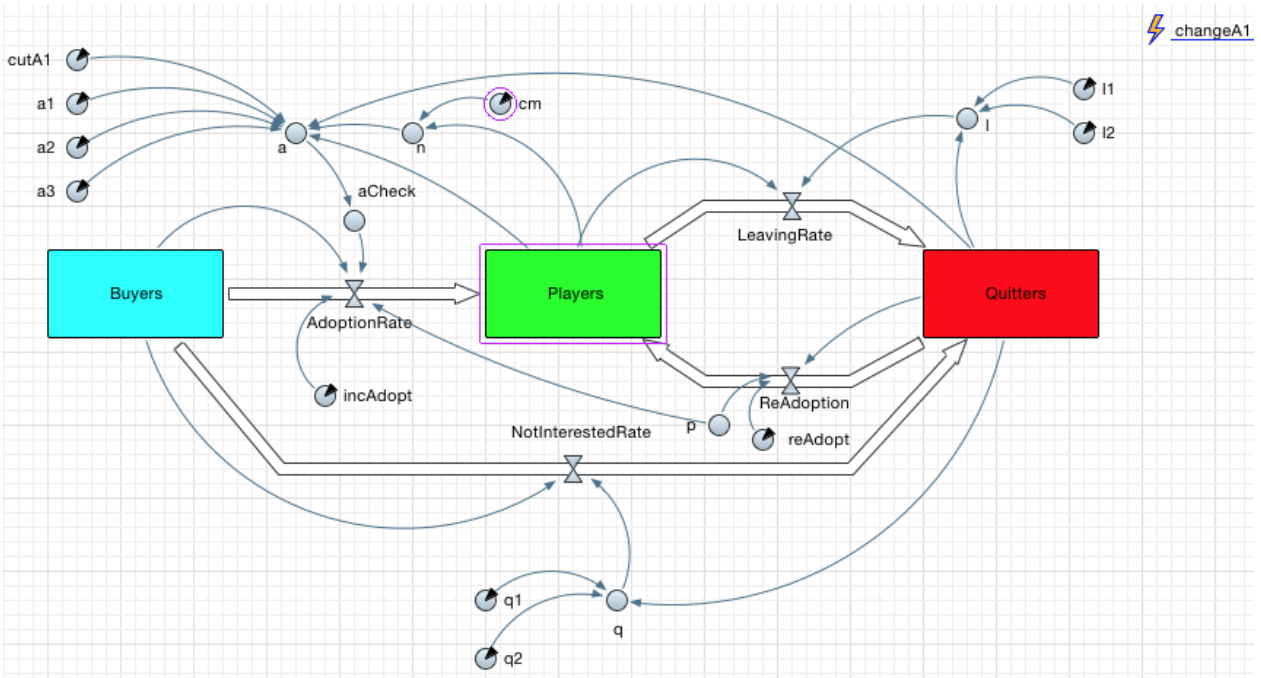 changeA1
cutA1
a1
a2
a3
a
n
cm
aCheck
l
l1
l2
LeavingRate
Buyers
Players
Quitters
AdoptionRate
incAdopt
ReAdoption
p
reAdopt
NotInterestedRate
q1
q
q2